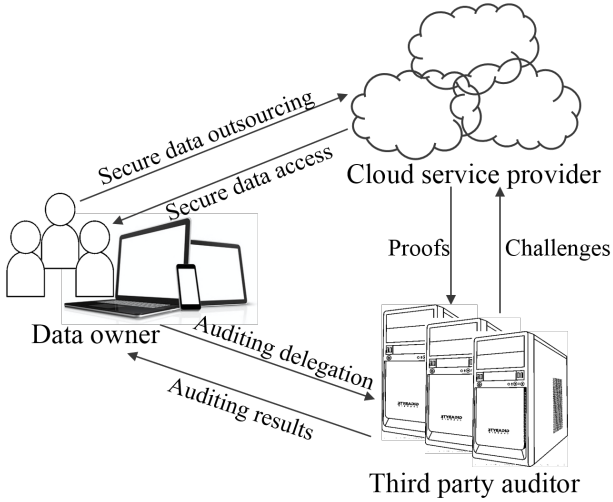 Secure data outsourcing
Secure data access
Cloud service provider
Proofs
Challenges
Data owner
Auditing delegation
Auditing results
Third party auditor